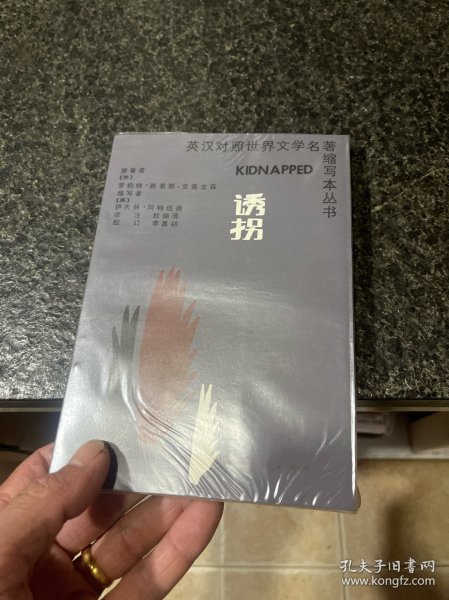 英汉对照世界文学名著缩写本丛书
KIDNAPPED
诱拐
原著者
[英]
罗伯特·路易斯·史蒂文森
缩写者
[英]
伊夫林·阿特伍德
译注 杜瑞清
校订 李嘉祜
孔夫子旧书网
www.kongfz.com